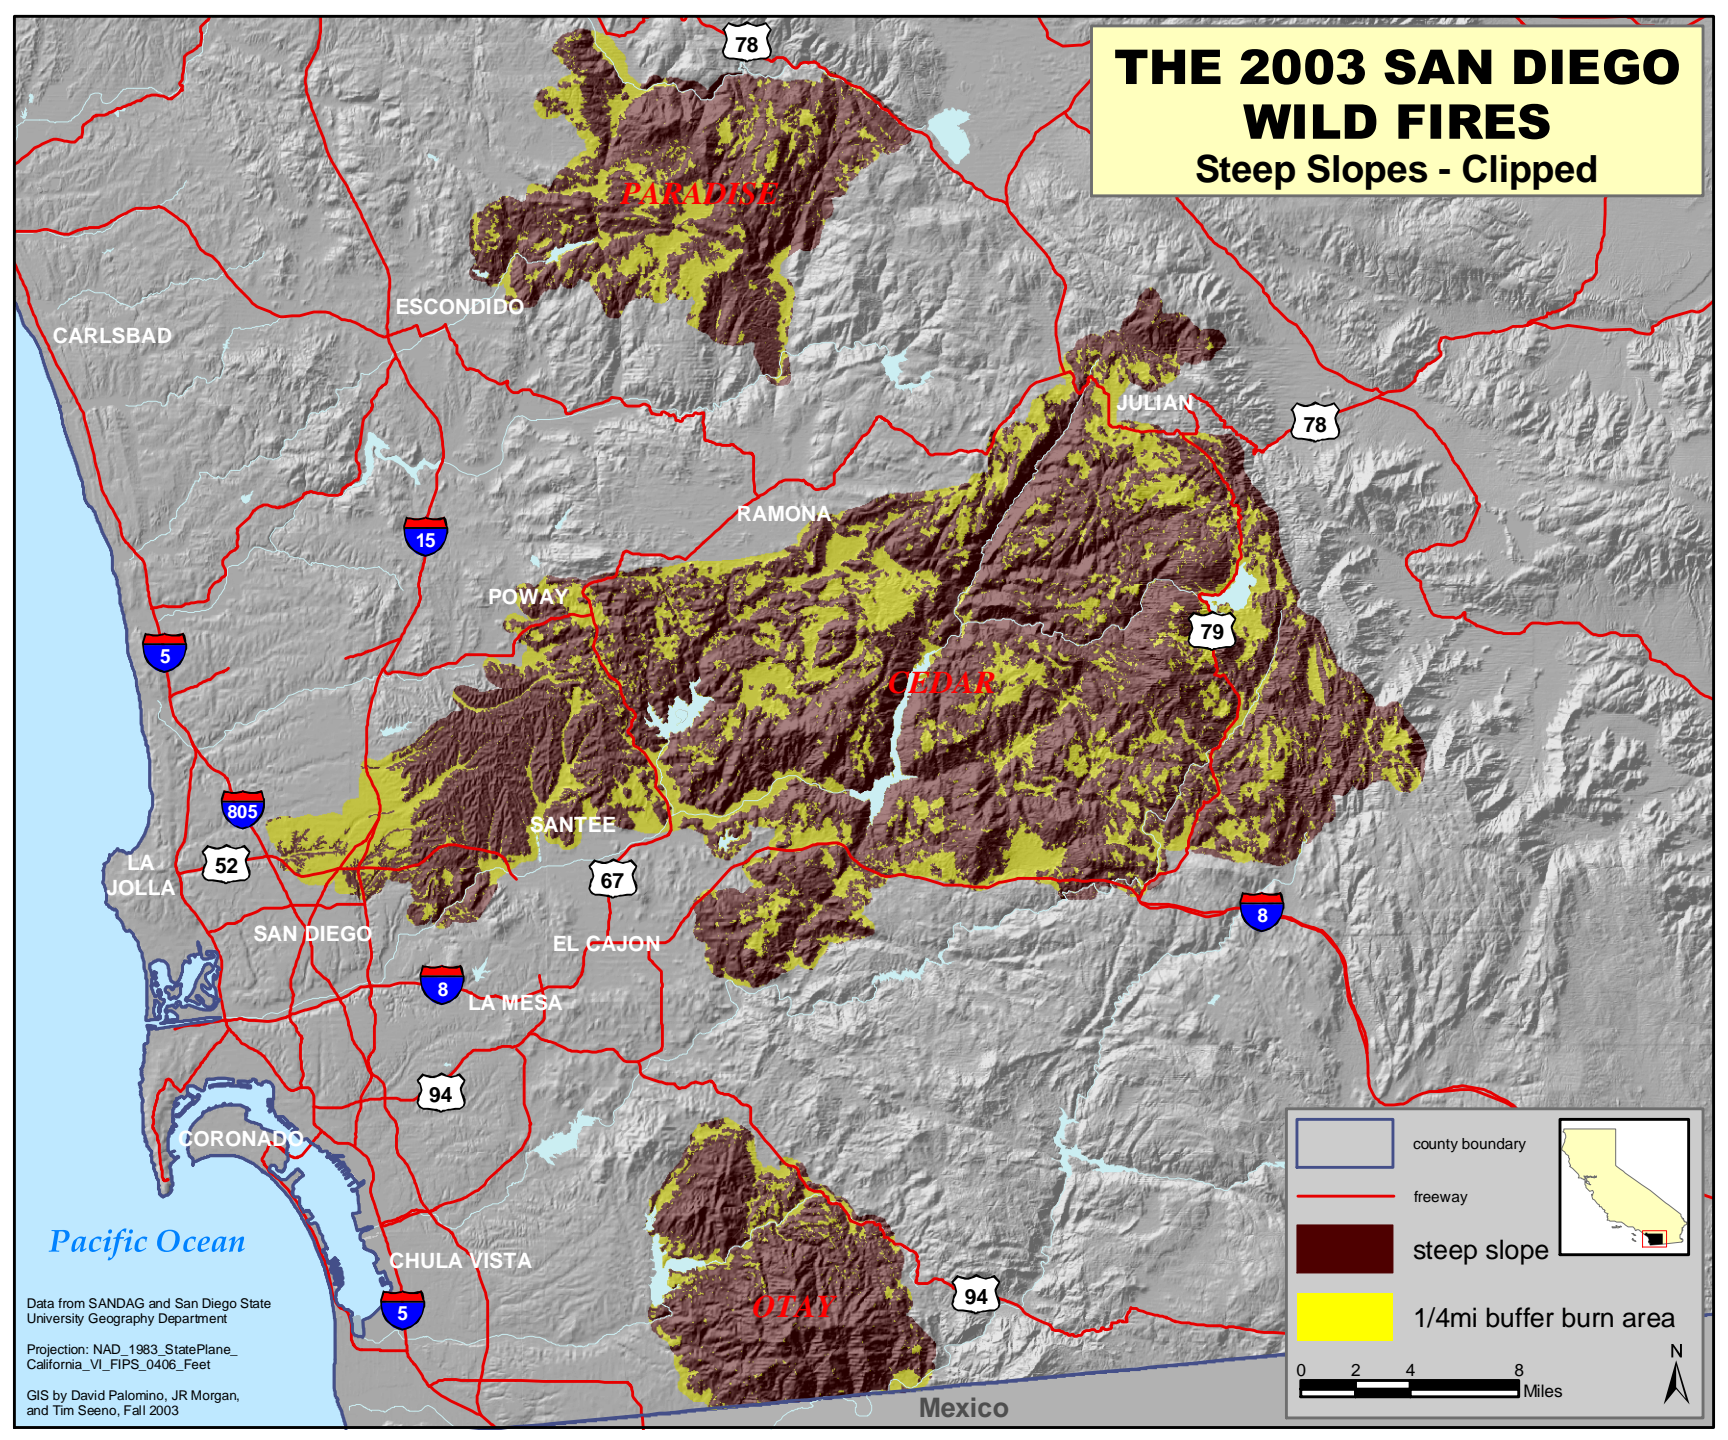 THE 2003 SAN DIEGO
WILD FIRES
Steep Slopes - Clipped
78
PARADISE
ESCONDIDO
CARLSBAD
JULIAN
78
RAMONA
15
POWAY
79
5
CEDAR
805
SANTEE
52
LA
JOLLA
67
8
SAN DIEGO
EL CAJON
8
LA MESA
94
CORONADO
Pacific Ocean
CHULA VISTA
5
94
OTAY
Mexico
county boundary
freeway
steep slope
1/4mi buffer burn area
N
0 2 4 8
Miles
Data from SANDAG and San Diego State
University Geography Department
Projection: NAD_1983_StatePlane_
California_VI_FIPS_0406_Feet
GIS by David Palomino, JR Morgan,
and Tim Seeno, Fall 2003